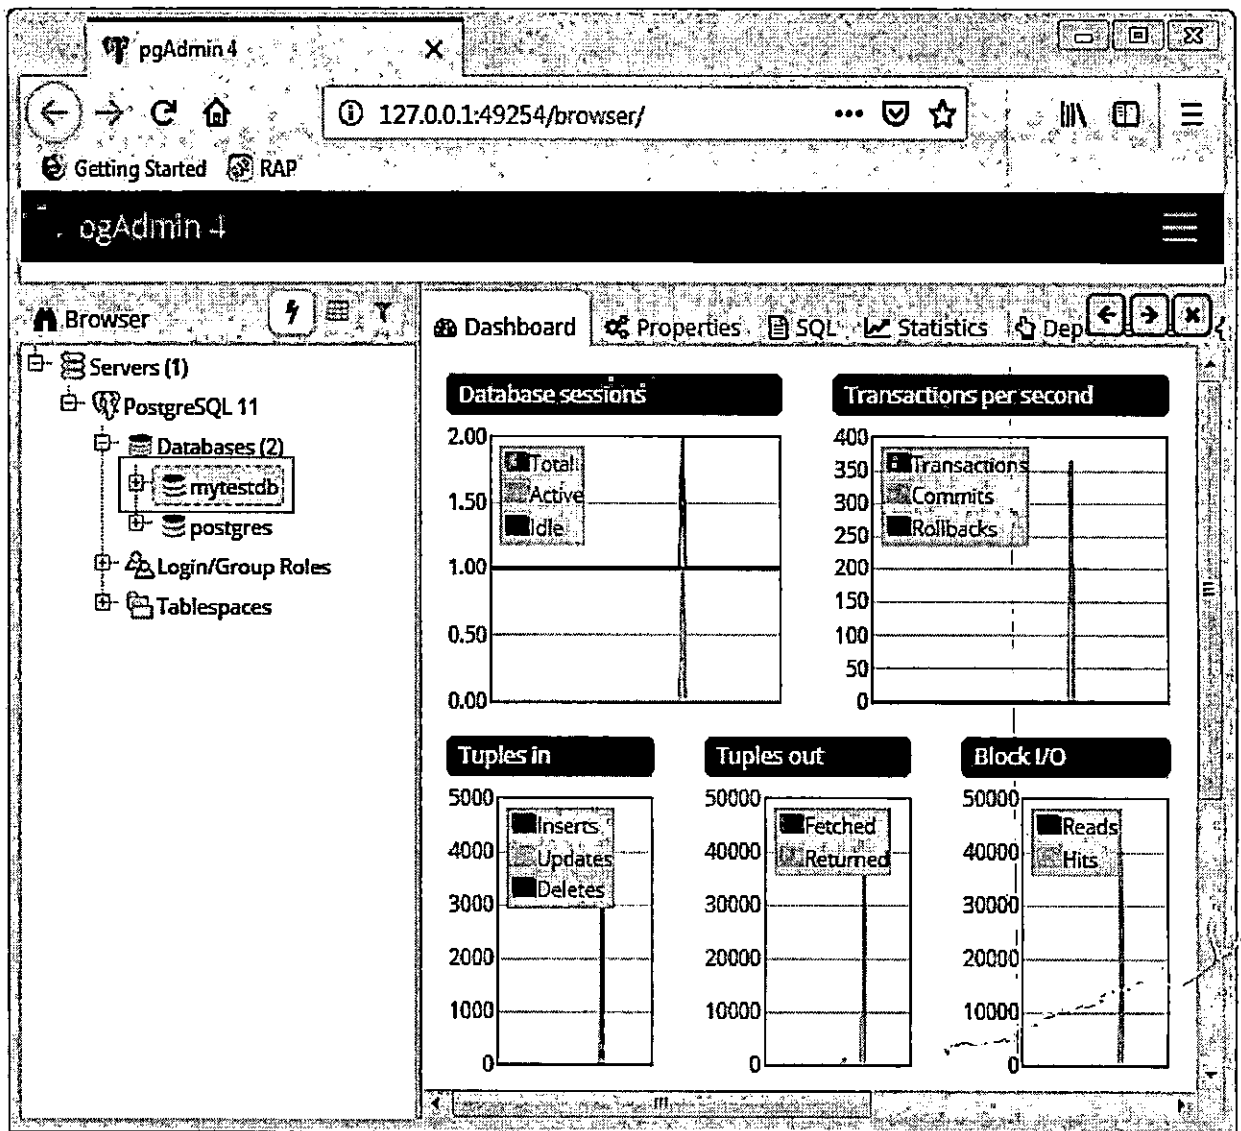 pgAdmin 4
127.0.0.1:49254/browser/
Getting Started RAP
pgAdmin 4
Browser
Dashboard Properties SQL Statistics
Servers (1)
PostgreSQL 11
Databases (2)
mytestdb
postgres
Login/Group Roles
Tablespaces
Database sessions
2.00
1.50
1.00
0.50
0.00
Total
Active
Idle
Transactions per second
400
350
300
250
200
150
100
50
0
Transactions
Commits
Rollbacks
Tuples in
5000
4000
3000
2000
1000
0
Inserts
Updates
Deletes
Tuples out
50000
40000
30000
20000
10000
0
Fetched
Returned
Block I/O
50000
40000
30000
20000
10000
0
Reads
Hits